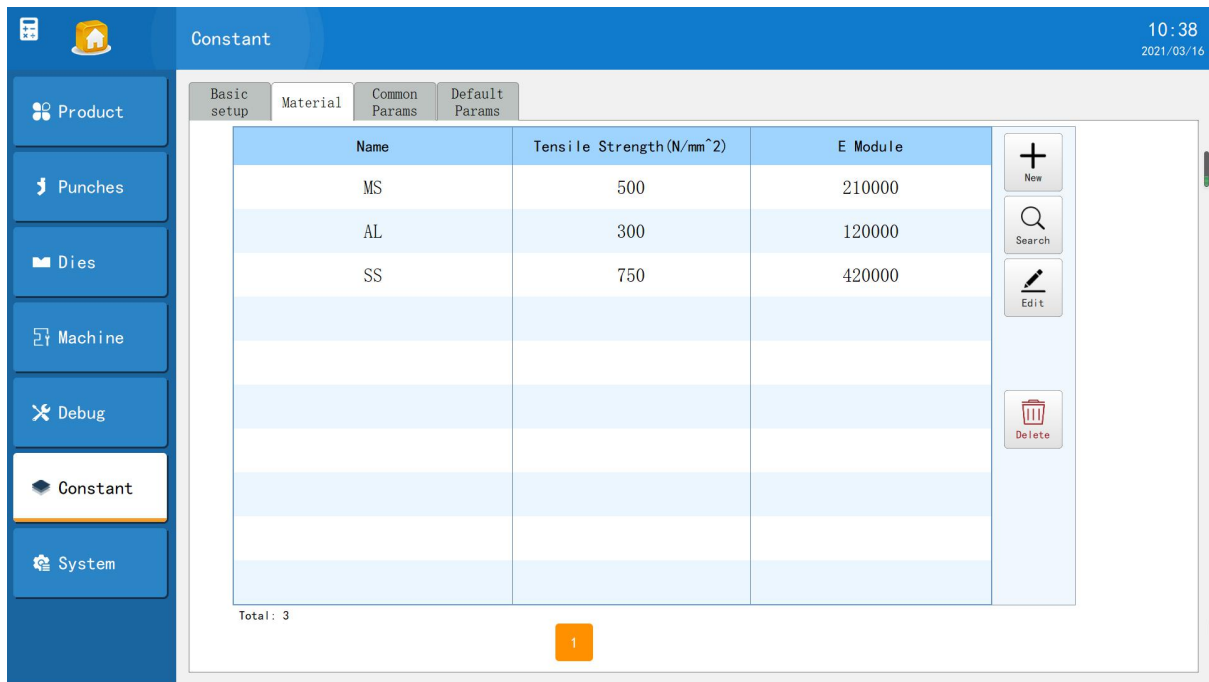 Constant
10:38
2021/03/16
Product
Punches
Dies
Machine
Debug
Constant
System
Basic
setup
Material
Common
Params
Default
Params
Name Tensile Strength(N/mm^2) E Module
MS 500 210000
AL 300 120000
SS 750 420000
New
Search
Edit
Delete
Total: 3
1